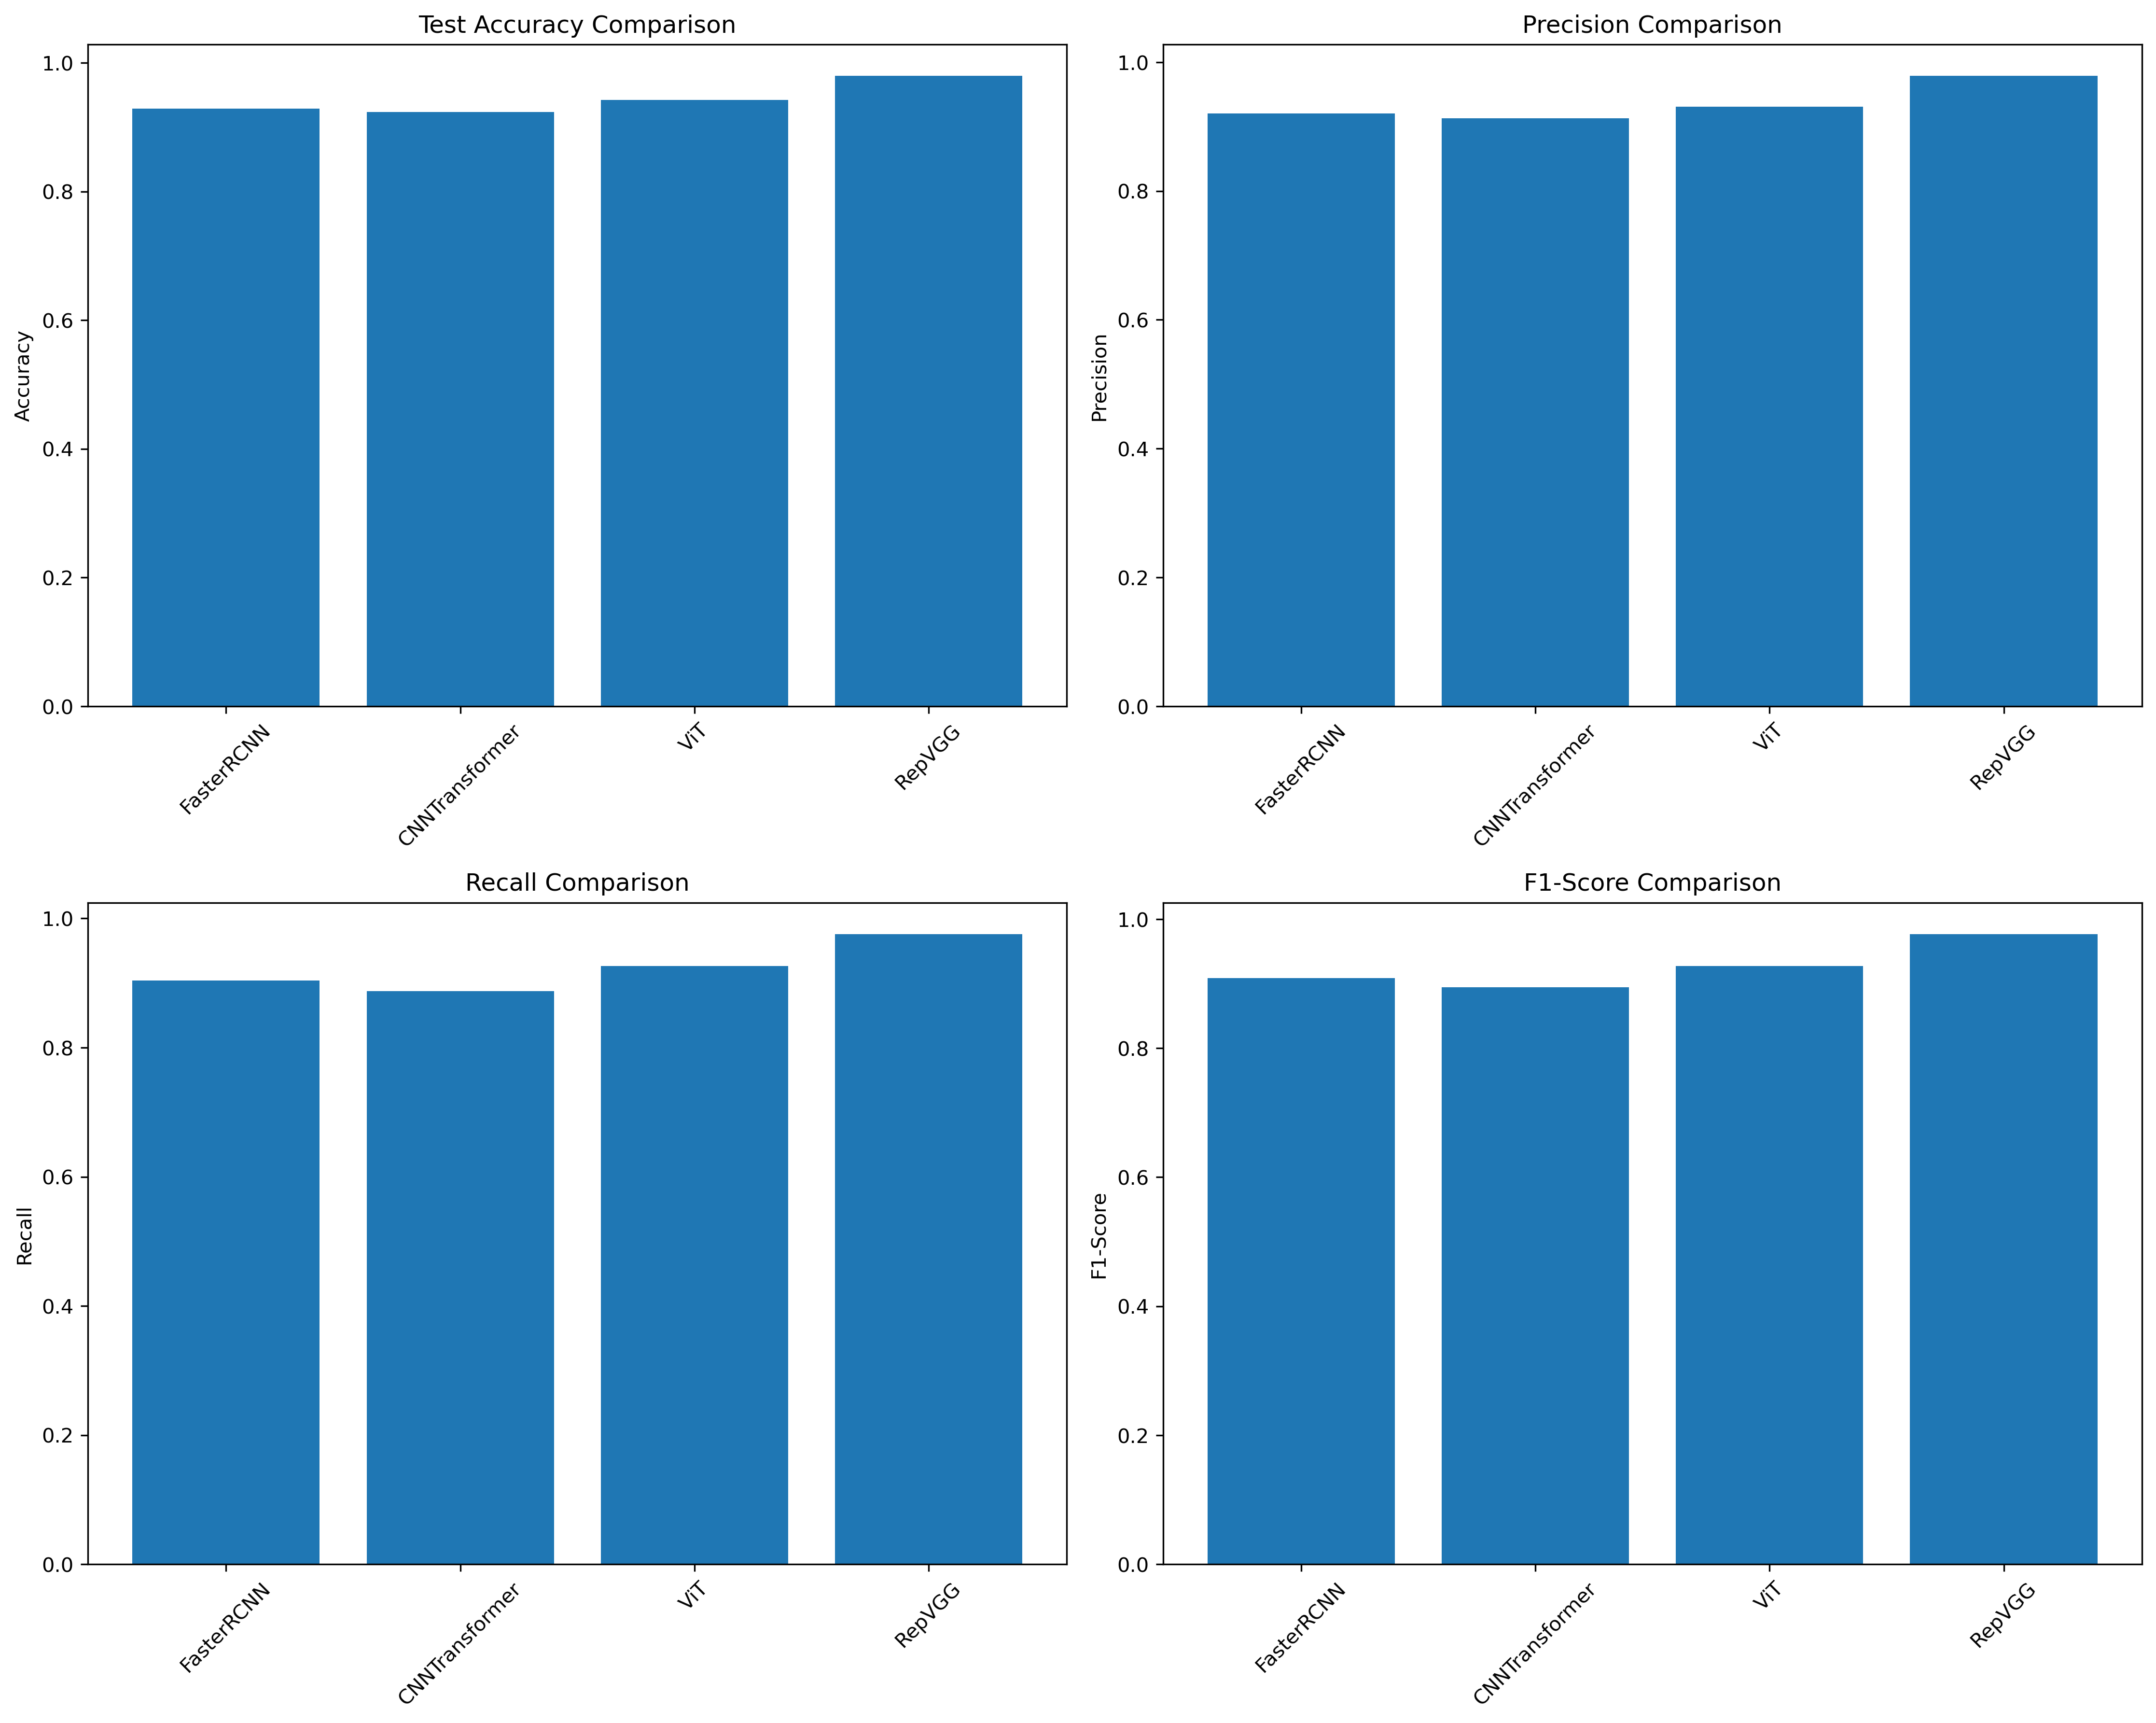 Test Accuracy Comparison
Accuracy
1.0
0.8
0.6
0.4
0.2
0.0
FasterRCNN
CNNTransformer
ViT
RepVGG
Precision Comparison
Precision
1.0
0.8
0.6
0.4
0.2
0.0
FasterRCNN
CNNTransformer
ViT
RepVGG
Recall Comparison
Recall
1.0
0.8
0.6
0.4
0.2
0.0
FasterRCNN
CNNTransformer
ViT
RepVGG
F1-Score Comparison
F1-Score
1.0
0.8
0.6
0.4
0.2
0.0
FasterRCNN
CNNTransformer
ViT
RepVGG